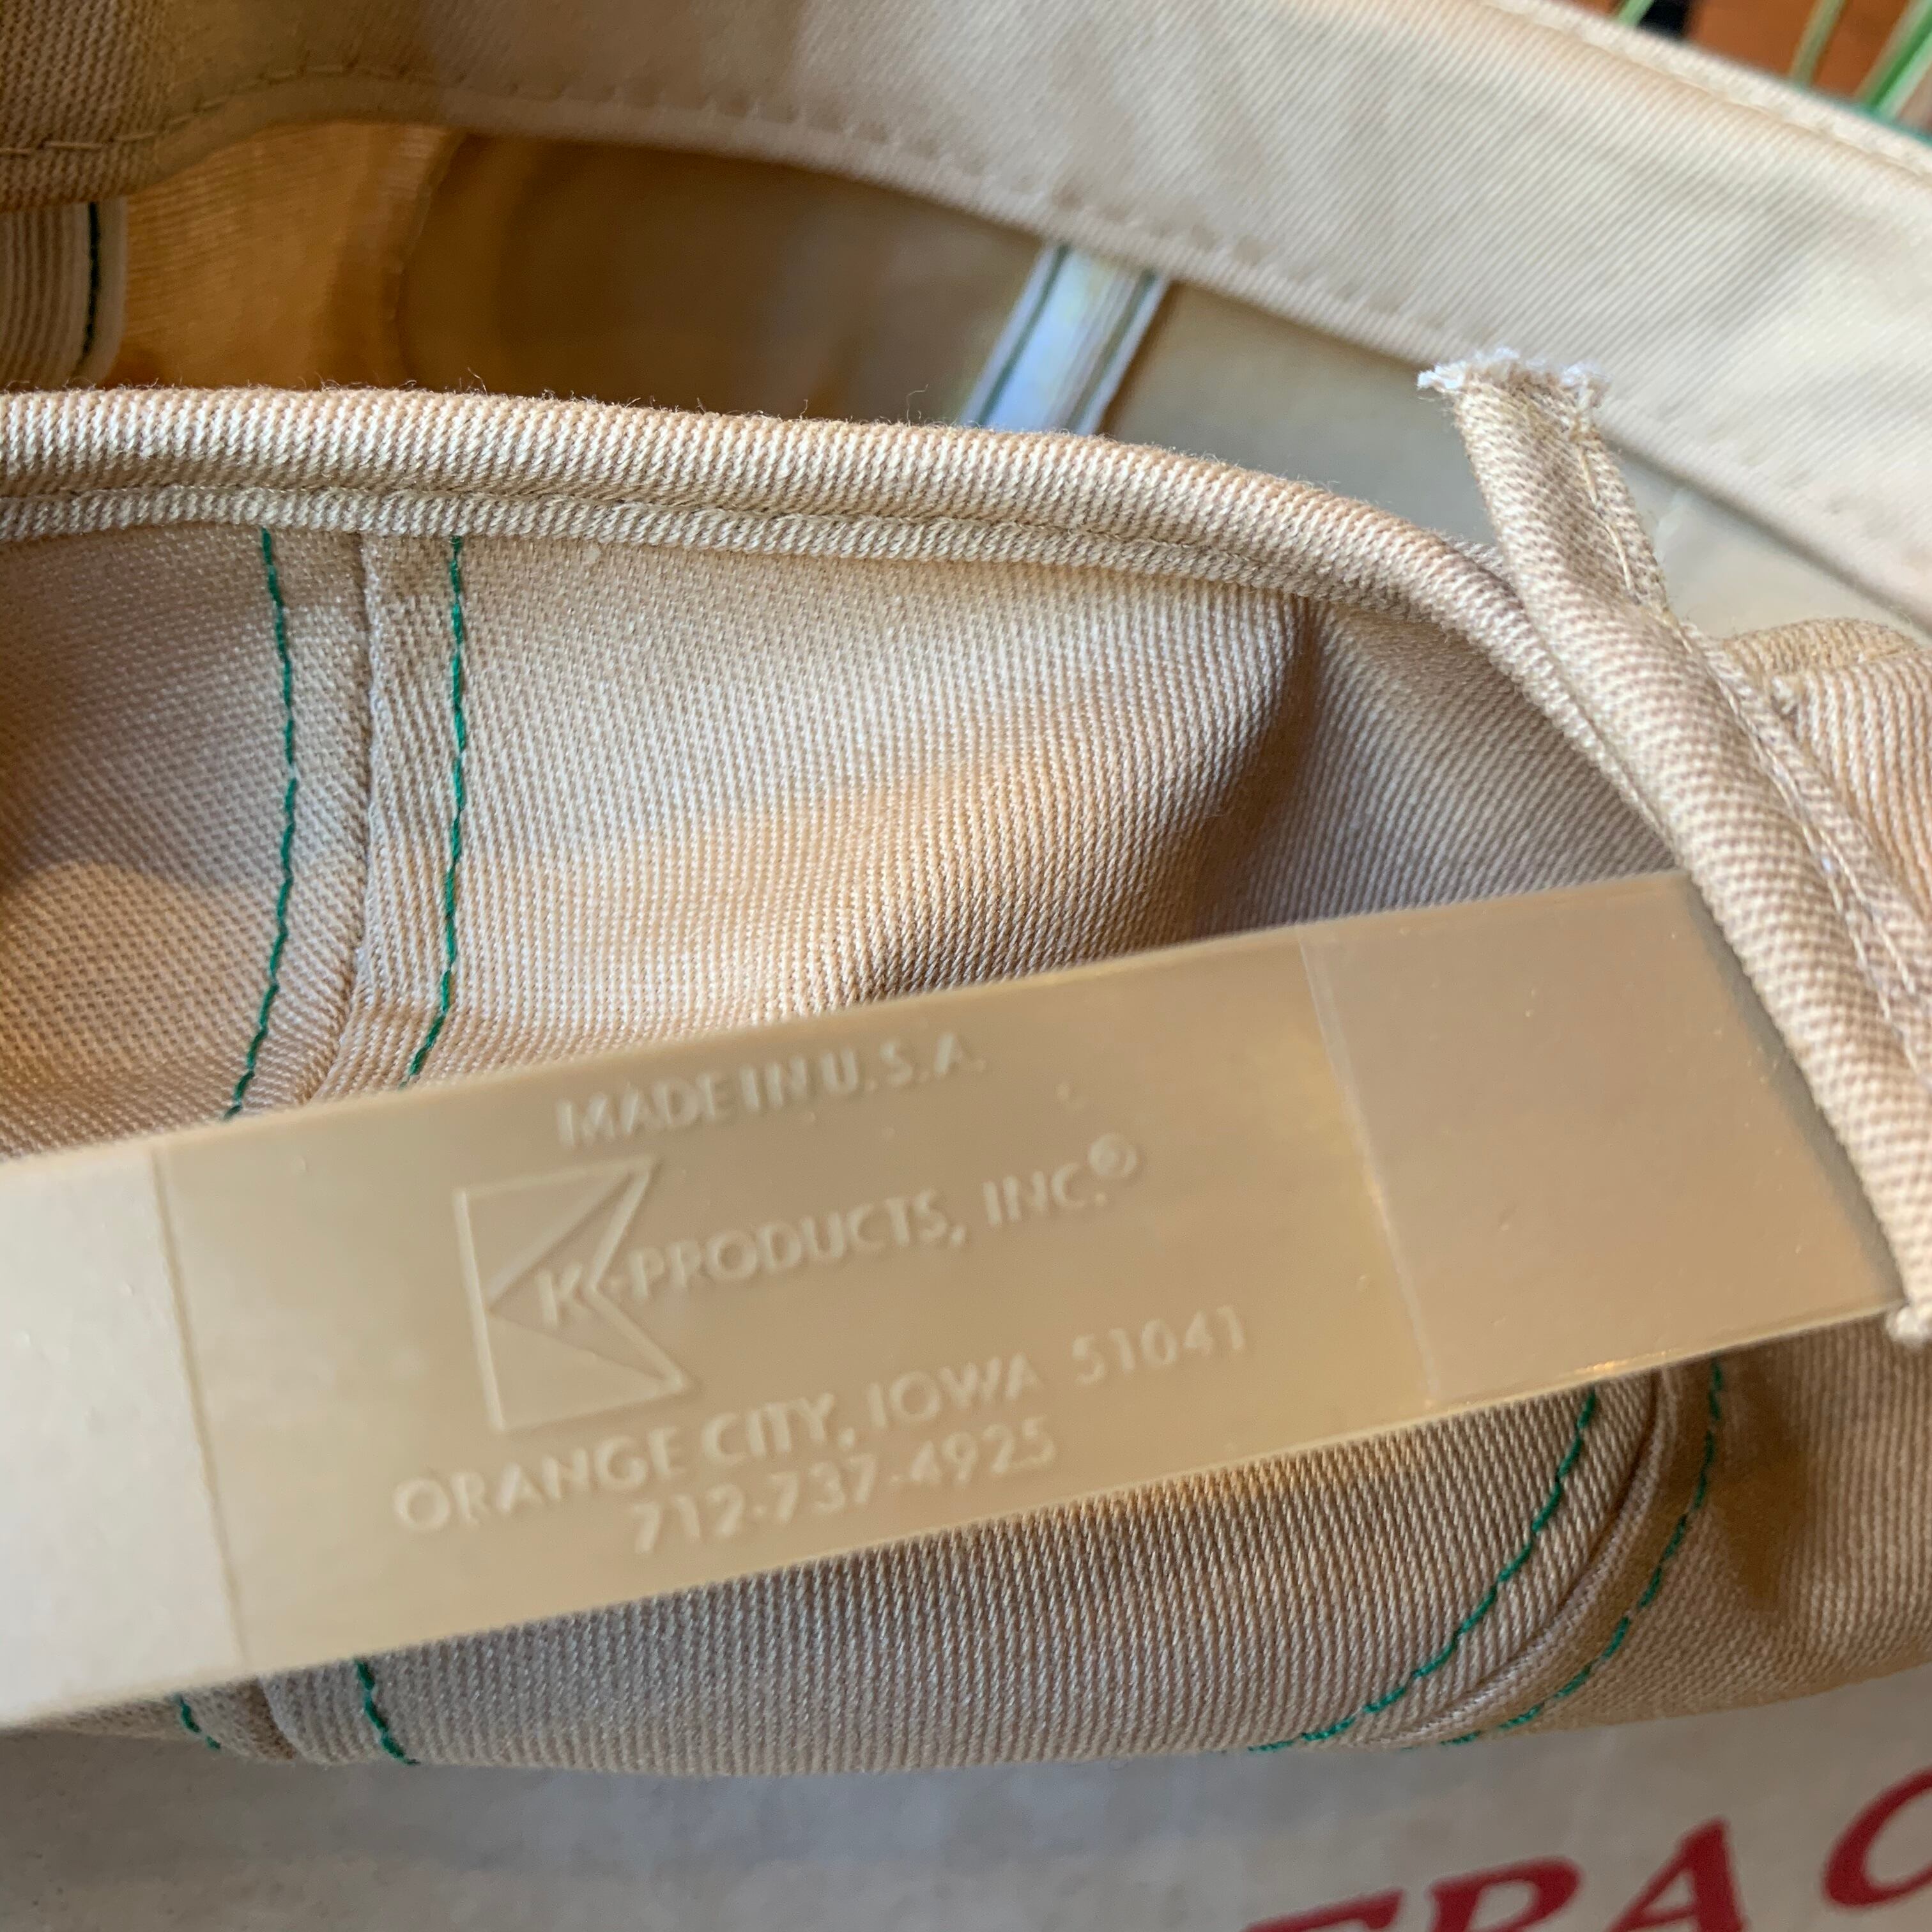 MADE IN U.S.A.
K-PRODUCTS, INC.®
ORANGE CITY, IOWA 51041
712-737-4925